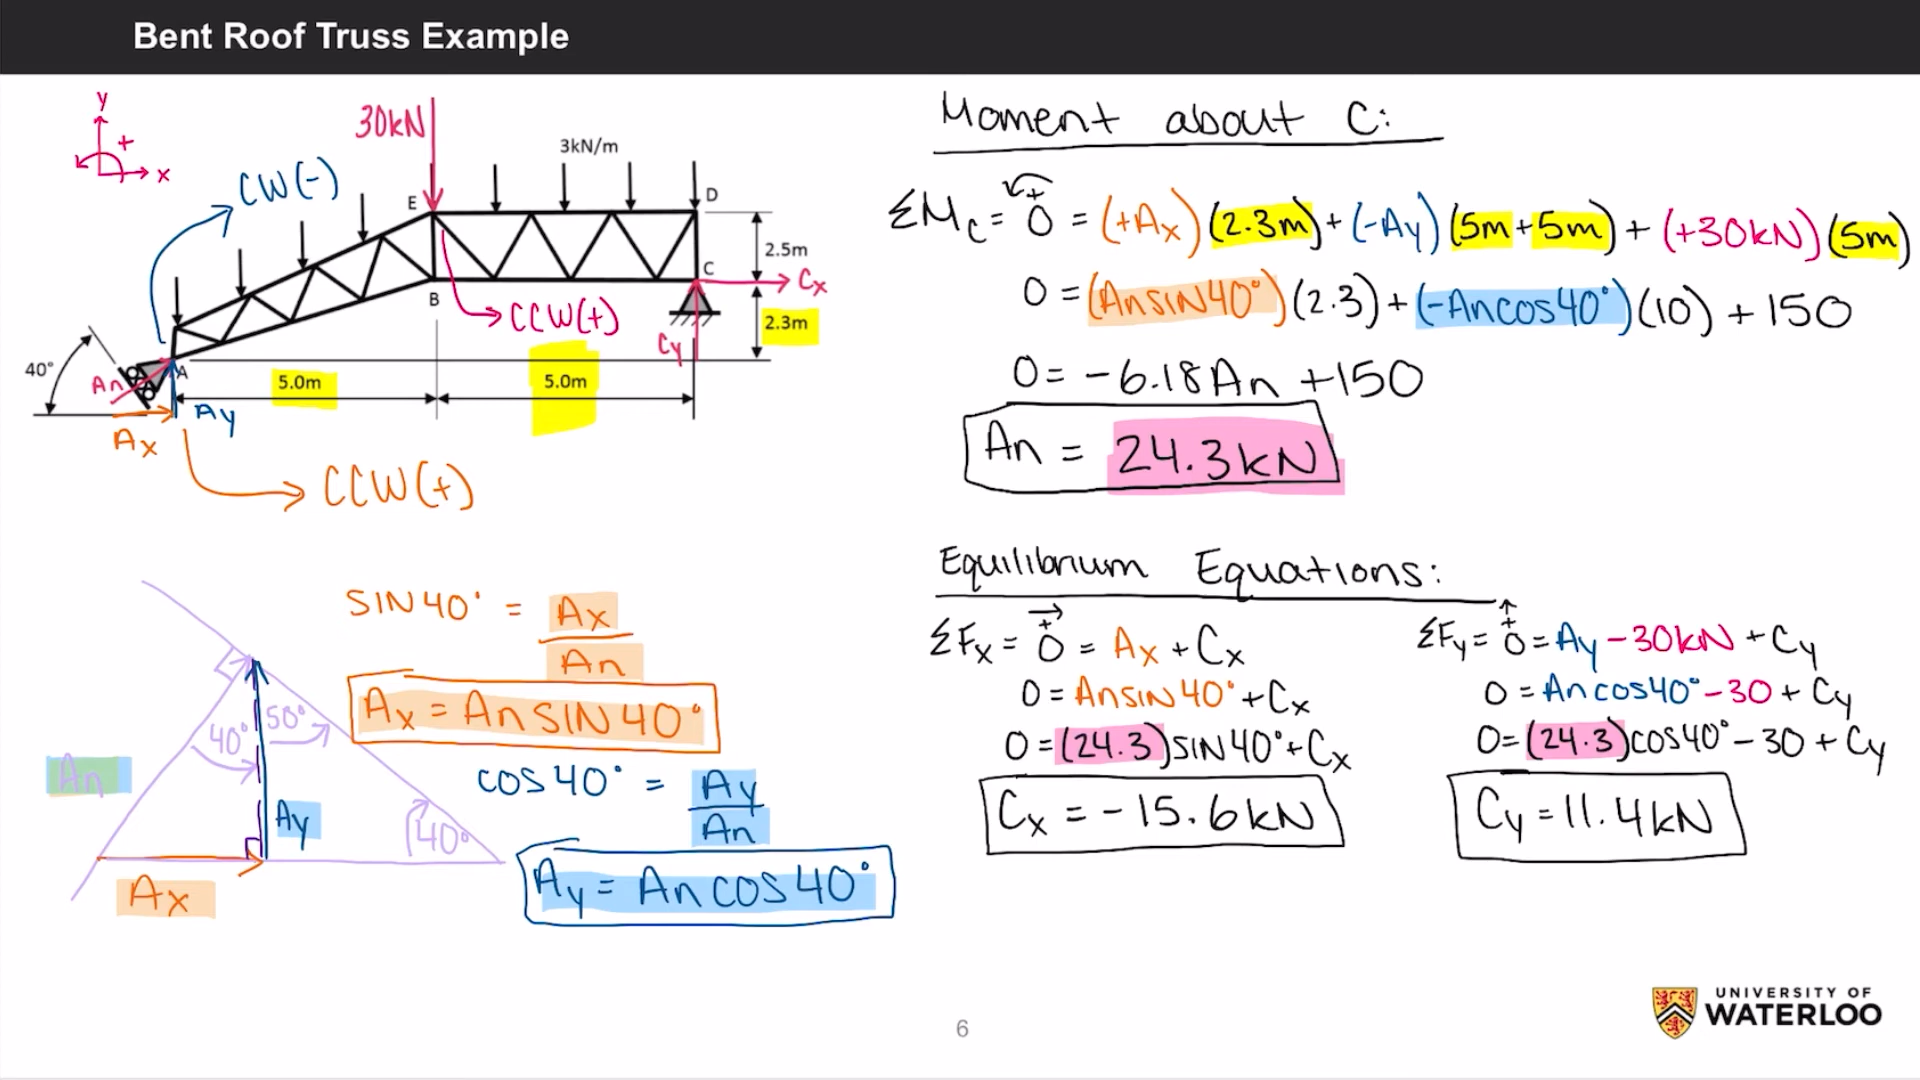 Bent Roof Truss Example
y
+
x
30kN
3kN/m
CW(-)
E
D
2.5m
C
Cx
B
CCW(+)
2.3m
Cy
40°
An
A
5.0m
5.0m
Ay
Ax
CCW(+)
Moment about C:
ΣMc = 0 = (+Ax)(2.3m) + (-Ay)(5m+5m) + (+30kN)(5m)
+
0 = (Ansin40°)(2.3) + (-Ancos40°)(10) + 150
0 = -6.18An +150
An = 24.3kN
SIN40° = Ax
An
Ax = AnSIN40°
cos40° = Ay
An
Ay = Ancos40°
An
40°
50°
Ay
40°
Ax
Equilibrium Equations:
+
ΣFx = 0 = Ax + Cx
0 = Ansin40° + Cx
0 = (24.3)sin40° + Cx
Cx = -15.6kN
+
ΣFy = 0 = Ay -30kN + Cy
0 = Ancos40° -30 + Cy
0 = (24.3)cos40° - 30 + Cy
Cy = 11.4kN
6
UNIVERSITY OF
WATERLOO